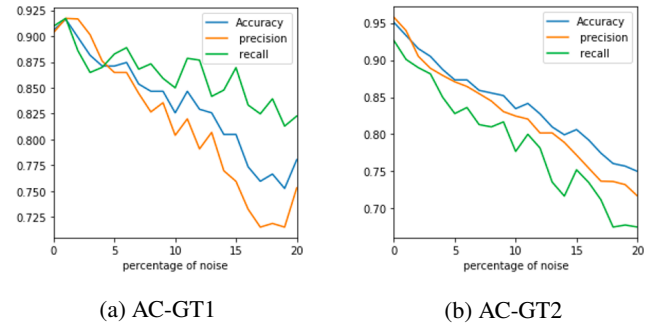 0.925
0.900
0.875
0.850
0.825
0.800
0.775
0.750
0.725
0
5
10
15
20
percentage of noise
Accuracy
precision
recall
(a) AC-GT1
0.95
0.90
0.85
0.80
0.75
0.70
0
5
10
15
20
percentage of noise
Accuracy
precision
recall
(b) AC-GT2